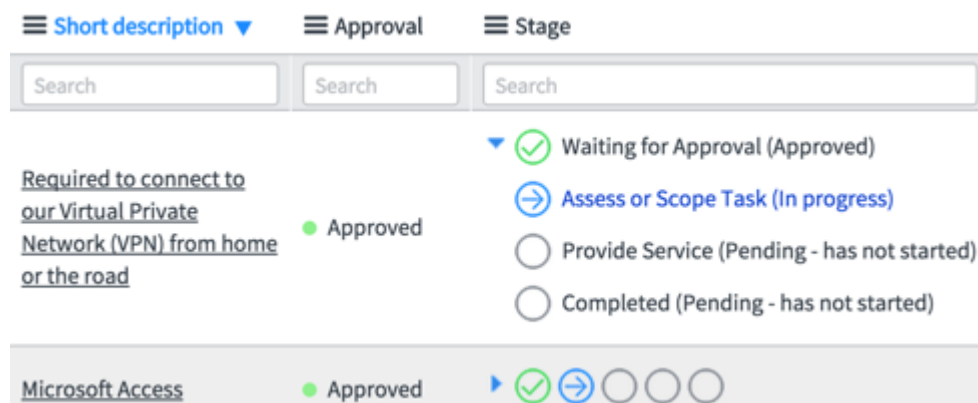 Short description
Approval
Stage
Search
Search
Search
Required to connect to
our Virtual Private
Network (VPN) from home
or the road
Approved
Waiting for Approval (Approved)
Assess or Scope Task (In progress)
Provide Service (Pending - has not started)
Completed (Pending - has not started)
Microsoft Access
Approved